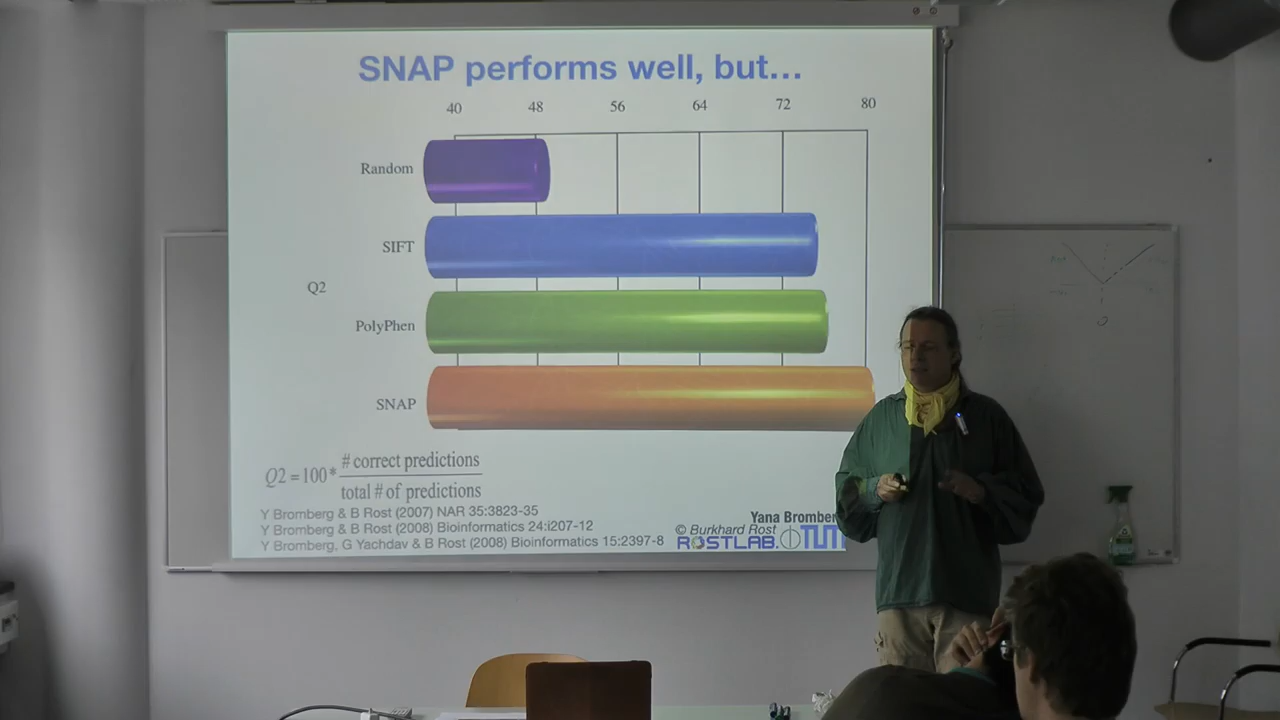 SNAP performs well, but...
40 48 56 64 72 80
Random
SIFT
Q2
PolyPhen
SNAP
Q2 = 100* # correct predictions
total # of predictions
Y Bromberg & B Rost (2007) NAR 35:3823-35
Y Bromberg & B Rost (2008) Bioinformatics 24:i207-12
Y Bromberg, G Yachdav & B Rost (2008) Bioinformatics 15:2397-8
Yana Bromber
© Burkhard Rost
ROSTLAB. TUM